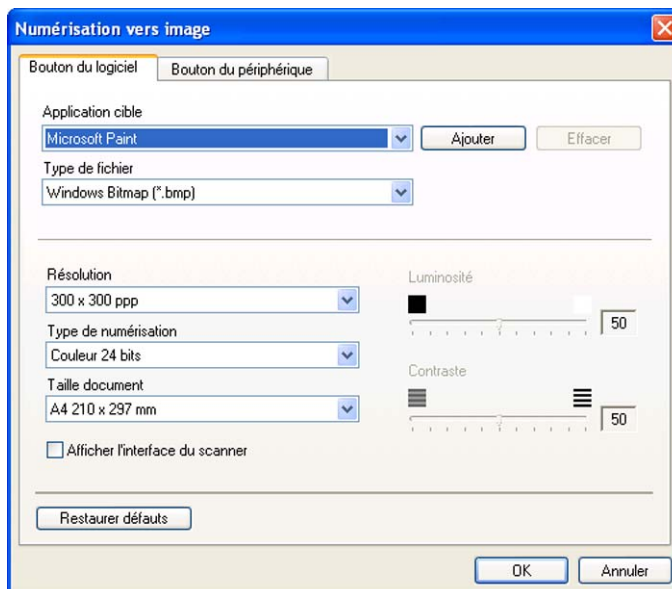 Numérisation vers image
Bouton du logiciel Bouton du périphérique
Application cible
Microsoft Paint Ajouter Effacer
Type de fichier
Windows Bitmap (*.bmp)
Résolution Luminosité
300 x 300 ppp 50
Type de numérisation
Couleur 24 bits
Taille document Contraste
A4 210 x 297 mm 50
Afficher l'interface du scanner
Restaurer défauts
OK Annuler